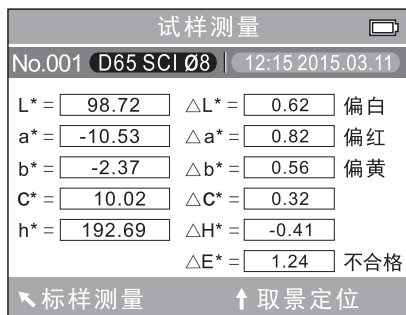 试样测量
No.001 D65 SCI Ø8 12:15 2015.03.11
L* = 98.72 △L* = 0.62 偏白
a* = -10.53 △a* = 0.82 偏红
b* = -2.37 △b* = 0.56 偏黄
C* = 10.02 △C* = 0.32
h* = 192.69 △H* = -0.41
△E* = 1.24 不合格
↖标样测量 ↑取景定位